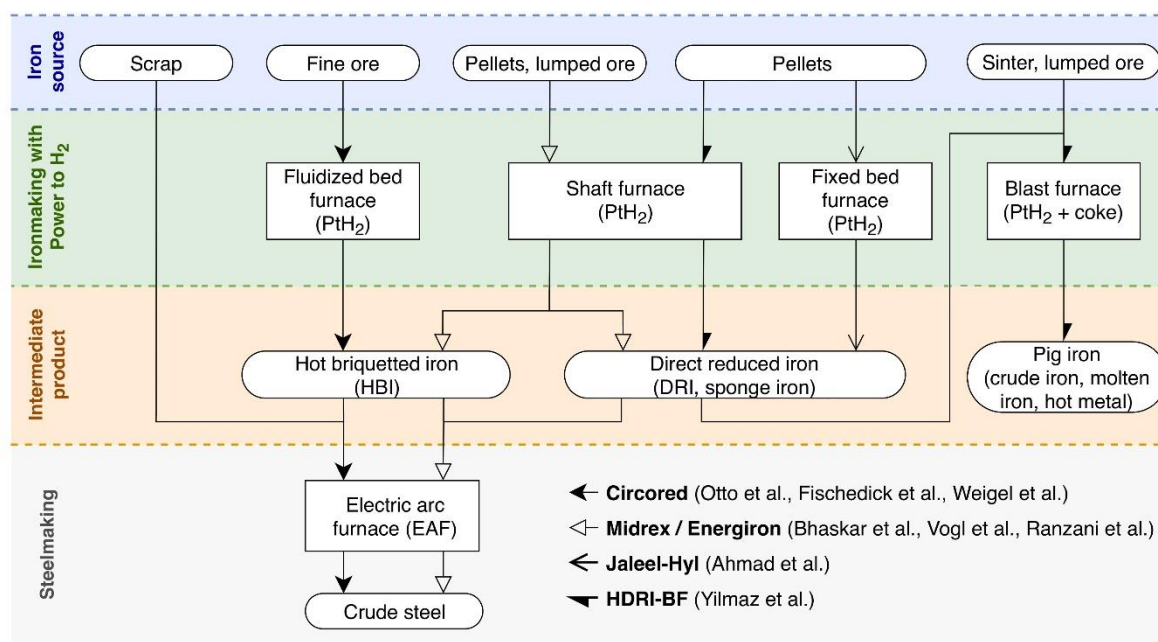 Iron
source
Scrap
Fine ore
Pellets, lumped ore
Pellets
Sinter, lumped ore
Ironmaking with
Power to H₂
Fluidized bed
furnace
(PtH₂)
Shaft furnace
(PtH₂)
Fixed bed
furnace
(PtH₂)
Blast furnace
(PtH₂ + coke)
Intermediate
product
Hot briquetted iron
(HBI)
Direct reduced iron
(DRI, sponge iron)
Pig iron
(crude iron, molten
iron, hot metal)
Steelmaking
Electric arc
furnace (EAF)
Crude steel
Circored (Otto et al., Fischedick et al., Weigel et al.)
Midrex / Energiron (Bhaskar et al., Vogl et al., Ranzani et al.)
Jaleel-Hyl (Ahmad et al.)
HDRI-BF (Yilmaz et al.)